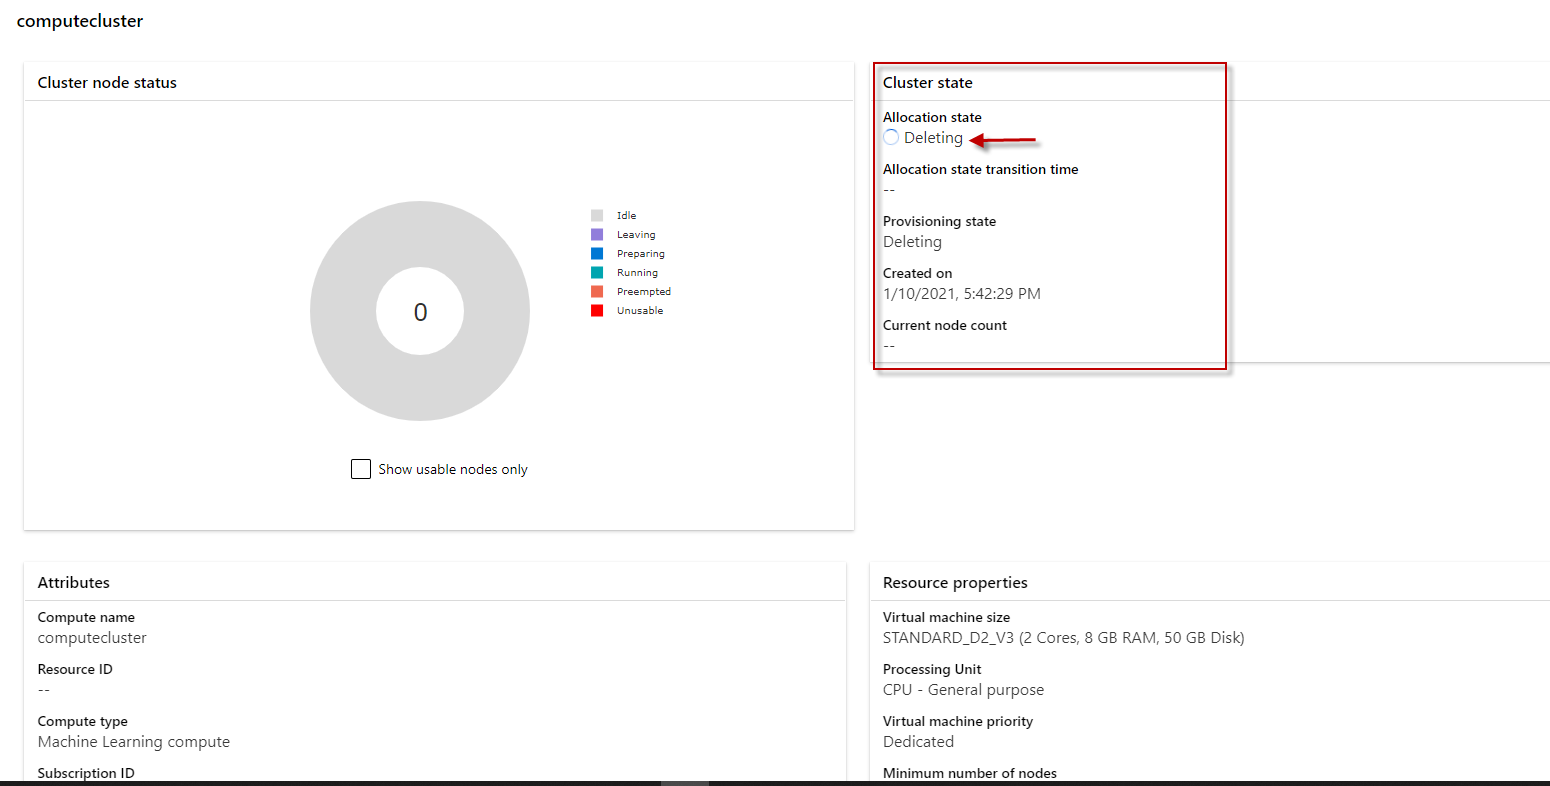 computecluster
Cluster node status
0
Idle
Leaving
Preparing
Running
Preempted
Unusable
Show usable nodes only
Cluster state
Allocation state
Deleting
Allocation state transition time
--
Provisioning state
Deleting
Created on
1/10/2021, 5:42:29 PM
Current node count
--
Attributes
Compute name
computecluster
Resource ID
--
Compute type
Machine Learning compute
Subscription ID
Resource properties
Virtual machine size
STANDARD_D2_V3 (2 Cores, 8 GB RAM, 50 GB Disk)
Processing Unit
CPU - General purpose
Virtual machine priority
Dedicated
Minimum number of nodes